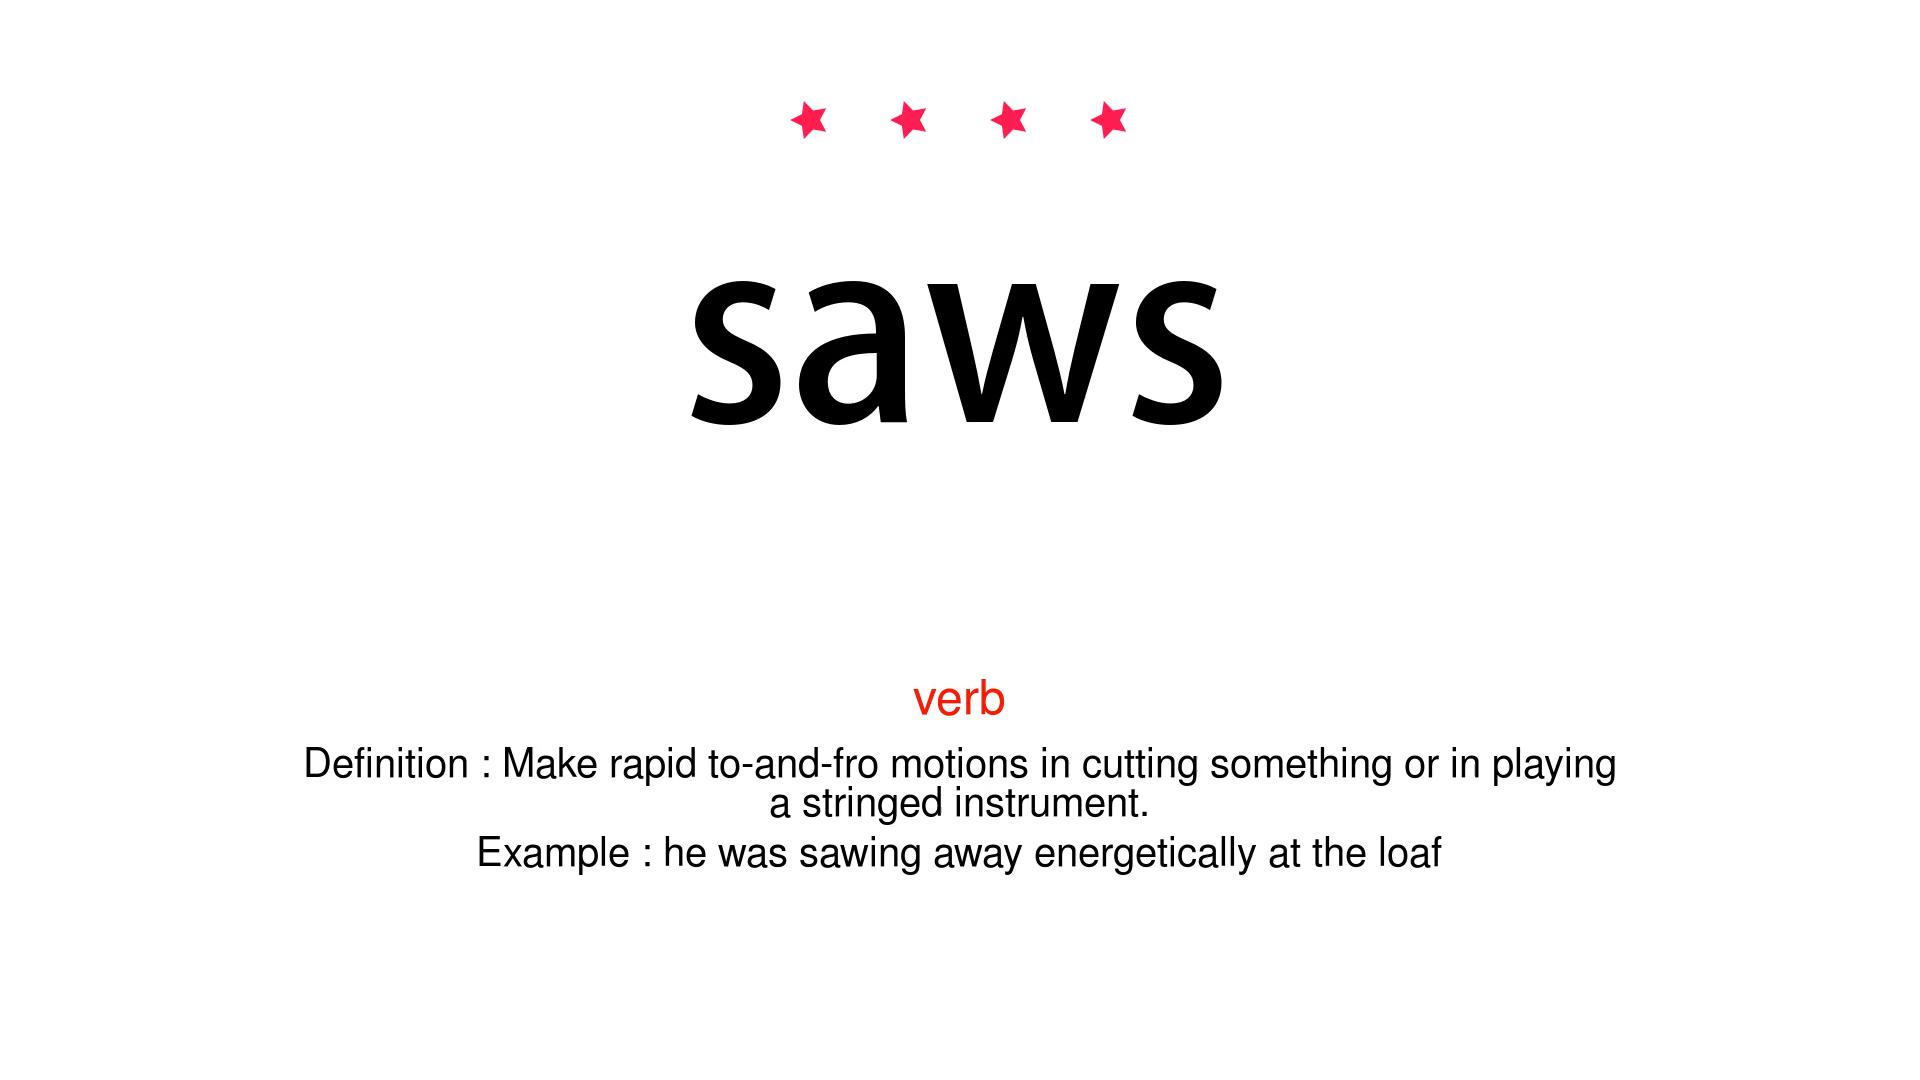 saws
verb
Definition : Make rapid to-and-fro motions in cutting something or in playing
a stringed instrument.
Example : he was sawing away energetically at the loaf